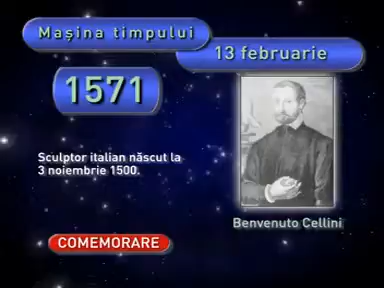 Mașina timpului
13 februarie
1571
Sculptor italian născut la
3 noiembrie 1500.
Benvenuto Cellini
COMEMORARE